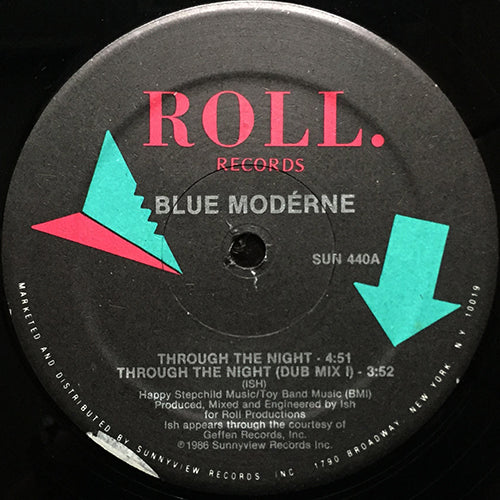 ROLL.
RECORDS
BLUE MODÉRNE
SUN 440A
THROUGH THE NIGHT - 4:51
THROUGH THE NIGHT (DUB MIX I) - 3:52
(ISH)
Happy Stepchild Music/Toy Band Music (BMI)
Produced, Mixed and Engineered by Ish
for Roll Productions
Ish appears through the courtesy of
Geffen Records, Inc.
©1986 Sunnyview Records Inc.
MARKETED AND DISTRIBUTED BY SUNNYVIEW RECORDS, INC. 1790 BROADWAY, NEW YORK, N.Y. 10019